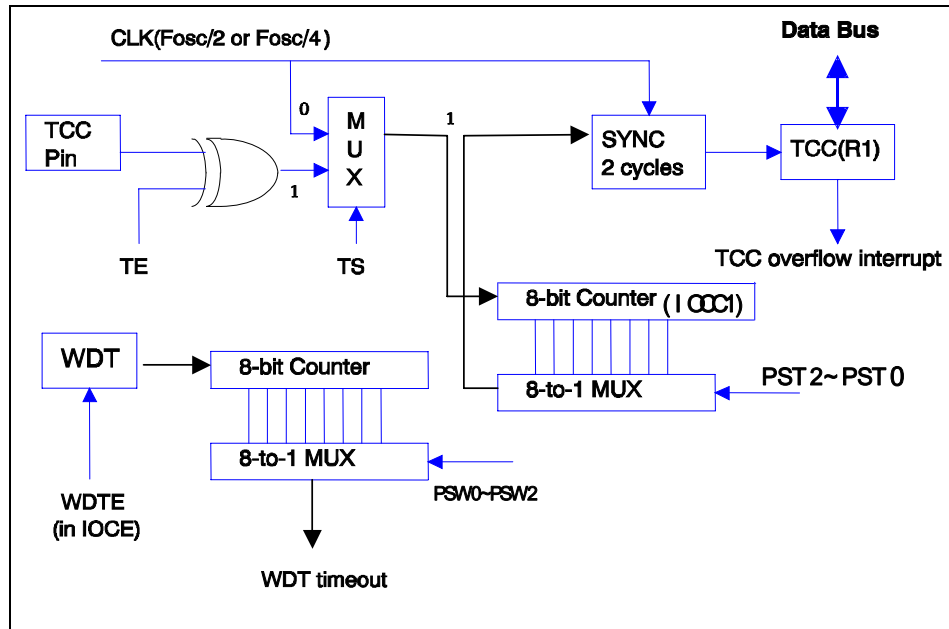 CLK(Fosc/2 or Fosc/4)
Data Bus
0
1
TCC
Pin
M
U
X
SYNC
2 cycles
TCC(R1)
1
TE
TS
TCC overflow interrupt
8-bit Counter (IOCC1)
WDT
8-bit Counter
8-to-1 MUX
PST2~PST0
8-to-1 MUX
PSW0~PSW2
WDTE
(in IOCE)
WDT timeout